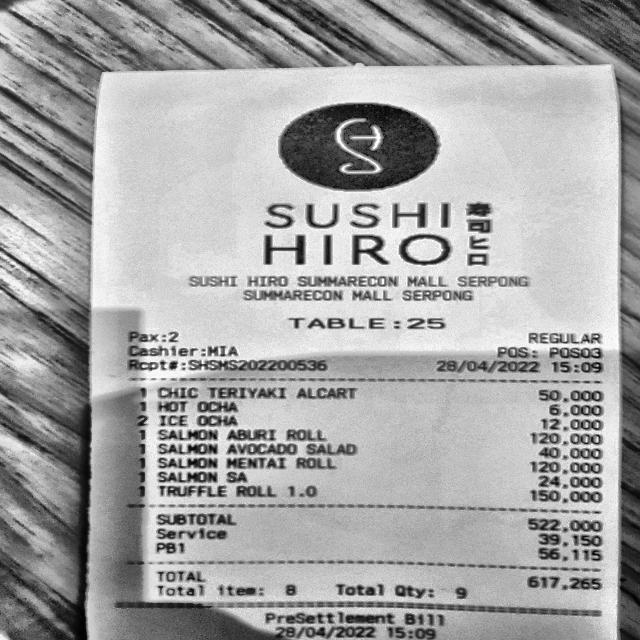 SUSHI 寿司
HIRO ヒロ
SUSHI HIRO SUMMARECON MALL SERPONG
SUMMARECON MALL SERPONG
TABLE:25
Pax:2 REGULAR
Cashier:MIA POS: POS03
Rcpt#:SHSMS202200536 28/04/2022 15:09
1 CHIC TERIYAKI ALCART 50,000
1 HOT OCHA 6,000
2 ICE OCHA 12,000
1 SALMON ABURI ROLL 120,000
1 SALMON AVOCADO SALAD 40,000
1 SALMON MENTAI ROLL 120,000
1 SALMON SA 24,000
1 TRUFFLE ROLL 1.0 150,000
SUBTOTAL 522,000
Service 39,150
PB1 56,115
TOTAL 617,265
Total item: 8 Total Qty: 9
PreSettlement Bill
28/04/2022 15:09